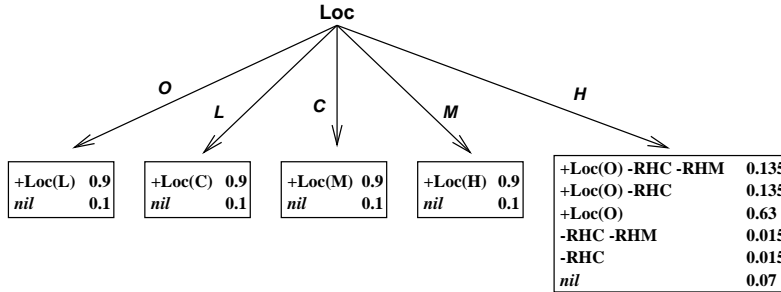 Loc
O
L
C
M
H
+Loc(L) 0.9
nil 0.1
+Loc(C) 0.9
nil 0.1
+Loc(M) 0.9
nil 0.1
+Loc(H) 0.9
nil 0.1
+Loc(O) -RHC -RHM 0.135
+Loc(O) -RHC 0.135
+Loc(O) 0.63
-RHC -RHM 0.015
-RHC 0.015
nil 0.07